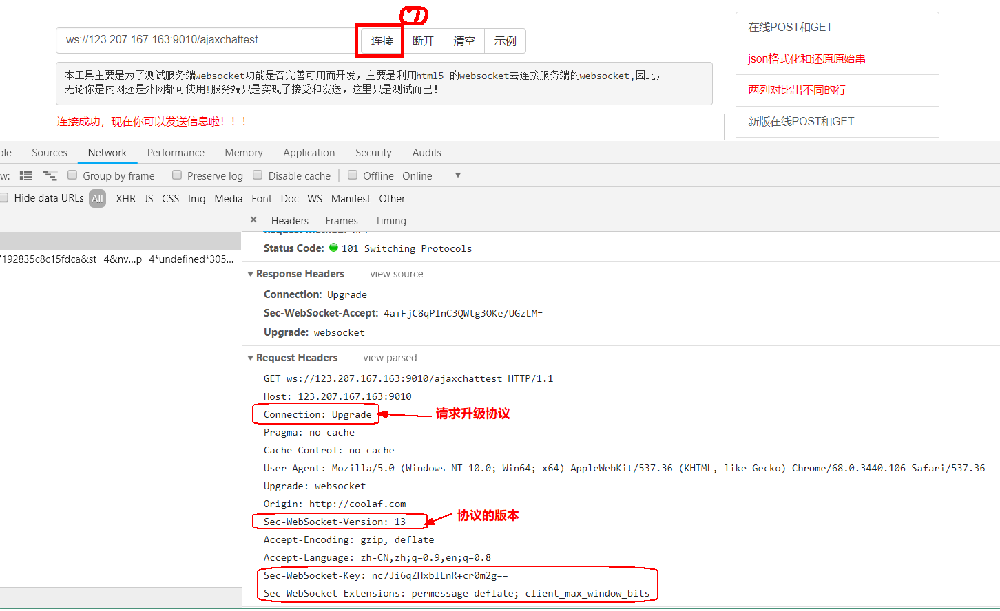 ws://123.207.167.163:9010/ajaxchattest
连接
断开
清空
示例
本工具主要是为了测试服务端websocket功能是否完善可用而开发，主要是利用html5 的websocket去连接服务端的websocket,因此，
无论你是内网还是外网都可使用!服务端只是实现了接受和发送，这里只是测试而已!
连接成功，现在你可以发送信息啦！！！
在线POST和GET
json格式化和还原原始串
两列对比出不同的行
新版在线POST和GET
Sources Network Performance Memory Application Security Audits
w: Group by frame Preserve log Disable cache Offline Online
Hide data URLs All XHR JS CSS Img Media Font Doc WS Manifest Other
Headers Frames Timing
7192835c8c15fdca&st=4&nv...p=4*undefined*305...
Request Method: GET
Status Code: 101 Switching Protocols
Response Headers view source
Connection: Upgrade
Sec-WebSocket-Accept: 4a+FjC8qPlnC3QWtg3OKe/UGzLM=
Upgrade: websocket
Request Headers view parsed
GET ws://123.207.167.163:9010/ajaxchattest HTTP/1.1
Host: 123.207.167.163:9010
Connection: Upgrade 请求升级协议
Pragma: no-cache
Cache-Control: no-cache
User-Agent: Mozilla/5.0 (Windows NT 10.0; Win64; x64) AppleWebKit/537.36 (KHTML, like Gecko) Chrome/68.0.3440.106 Safari/537.36
Upgrade: websocket
Origin: http://coolaf.com
Sec-WebSocket-Version: 13 协议的版本
Accept-Encoding: gzip, deflate
Accept-Language: zh-CN,zh;q=0.9,en;q=0.8
Sec-WebSocket-Key: nc7Ji6qZHxblLnR+cr0m2g==
Sec-WebSocket-Extensions: permessage-deflate; client_max_window_bits